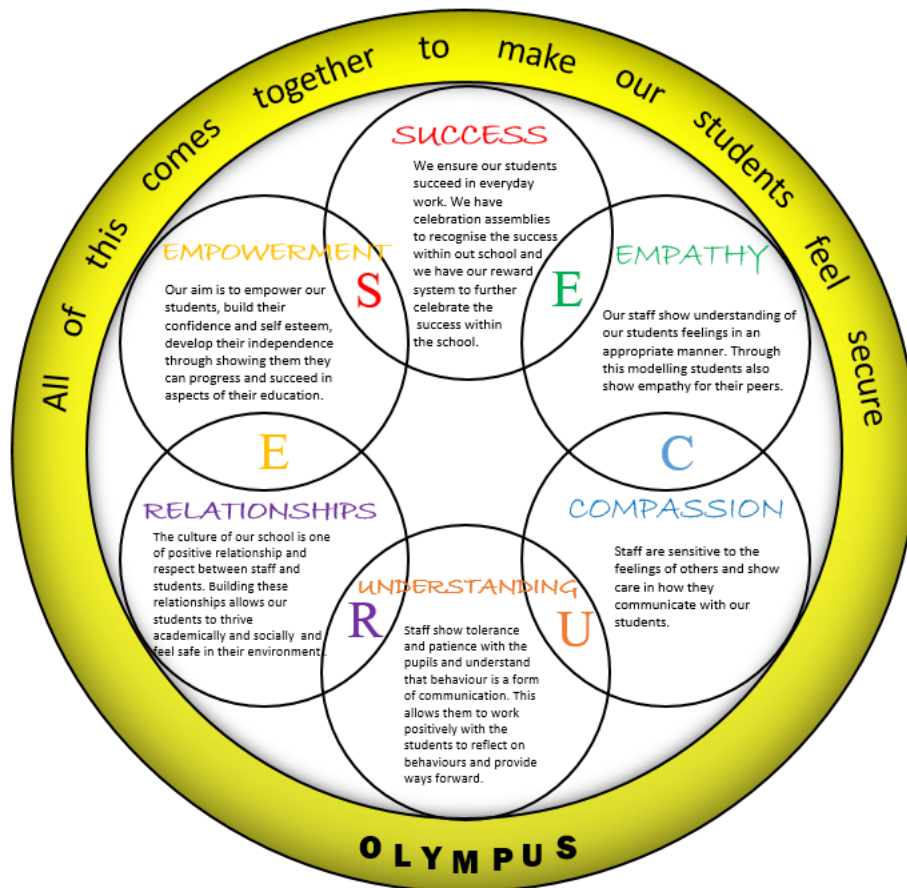 All of this comes together to make our students feel secure
SUCCESS
We ensure our students
succeed in everyday
work. We have
celebration assemblies
to recognise the success
within out school and
we have our reward
system to further
celebrate the
success within
the school.
S
E
EMPATHY
Our staff show understanding of
our students feelings in an
appropriate manner. Through
this modelling students also
show empathy for their peers.
C
COMPASSION
Staff are sensitive to the
feelings of others and show
care in how they
communicate with our
students.
U
UNDERSTANDING
Staff show tolerance
and patience with the
pupils and understand
that behaviour is a form
of communication. This
allows them to work
positively with the
students to reflect on
behaviours and provide
ways forward.
R
RELATIONSHIPS
The culture of our school is one
of positive relationship and
respect between staff and
students. Building these
relationships allows our
students to thrive
academically and socially and
feel safe in their environment.
E
EMPOWERMENT
Our aim is to empower our
students, build their
confidence and self esteem,
develop their independence
through showing them they
can progress and succeed in
aspects of their education.
OLYMPUS